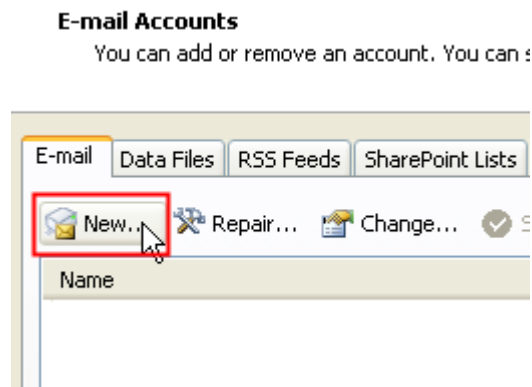 E-mail Accounts
You can add or remove an account. You can
E-mail Data Files RSS Feeds SharePoint Lists
New... Repair... Change...
Name